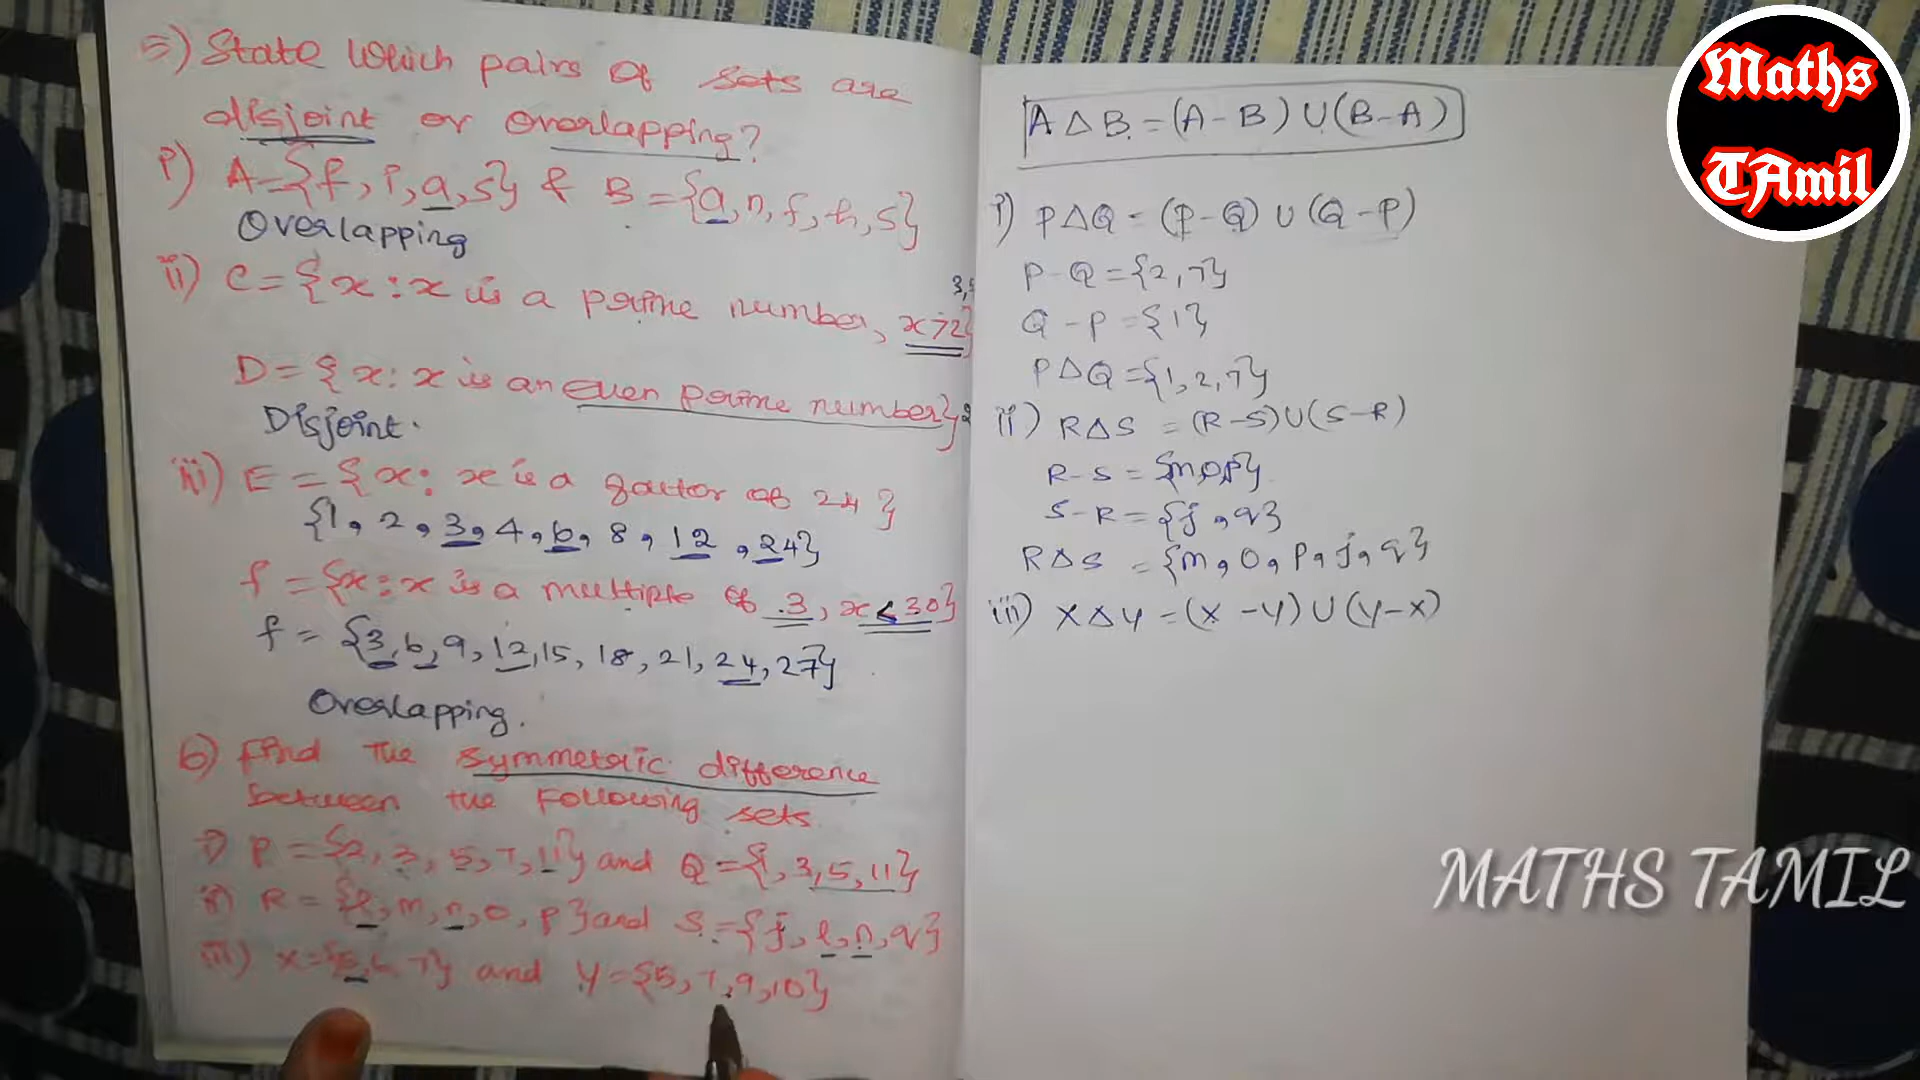 5) State which pairs of sets are
disjoint or overlapping?
i) A={f, i, a, s} & B={a, n, f, h, s}
Overlapping
ii) C={x:x is a prime number, x>2}
3,5
D={x:x is an even prime number}2
Disjoint.
iii) E={x: x is a factor of 24}
{1, 2, 3, 4, 6, 8, 12, 24}
f={x:x is a multiple of 3, x<30}
f={3, 6, 9, 12, 15, 18, 21, 24, 27}
Overlapping.
6) Find the symmetric difference
between the following sets
i) P={2, 3, 5, 7, 11} and Q={1, 3, 5, 11}
ii) R={l, m, n, o, p} and S={j, l, n, q}
iii) X={5, 6, 7} and Y={5, 7, 9, 10}
A Δ B = (A - B) U (B - A)
i) P Δ Q = (P - Q) U (Q - P)
P - Q = {2, 7}
Q - P = {1}
P Δ Q = {1, 2, 7}
ii) R Δ S = (R - S) U (S - R)
R - S = {m, o, p}
S - R = {j, q}
R Δ S = {m, o, p, j, q}
iii) X Δ Y = (X - Y) U (Y - X)
Maths
TAmil
MATHS TAMIL